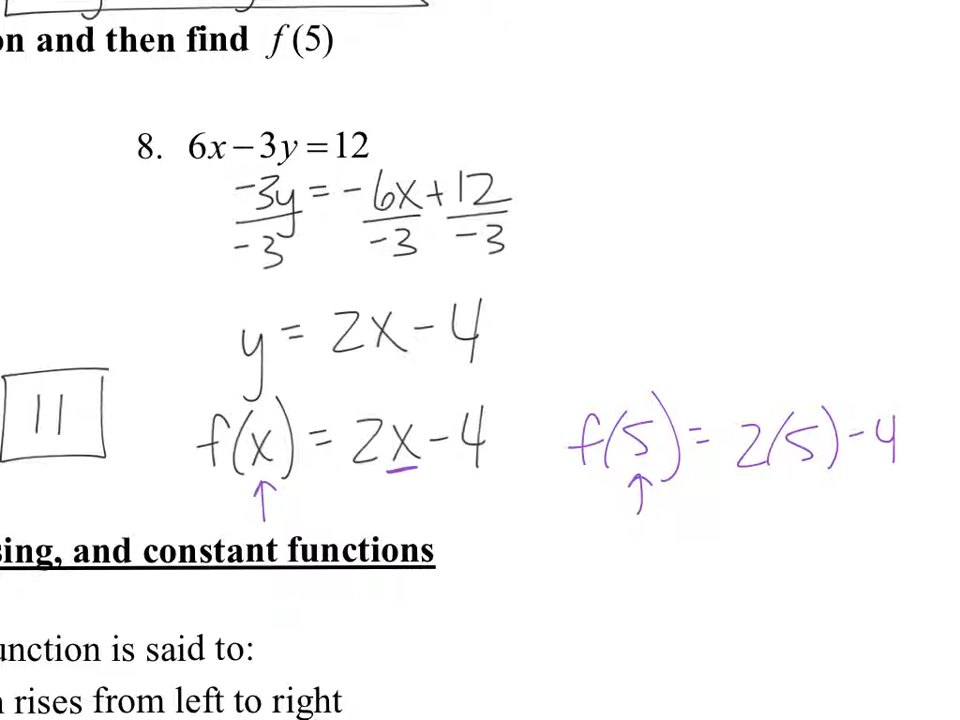 on and then find f(5)
8. 6x−3y=12
-3y = -6x + 12
-3 -3 -3
y = 2x - 4
11
f(x) = 2x - 4 f(5) = 2(5) - 4
sing, and constant functions
unction is said to:
n rises from left to right